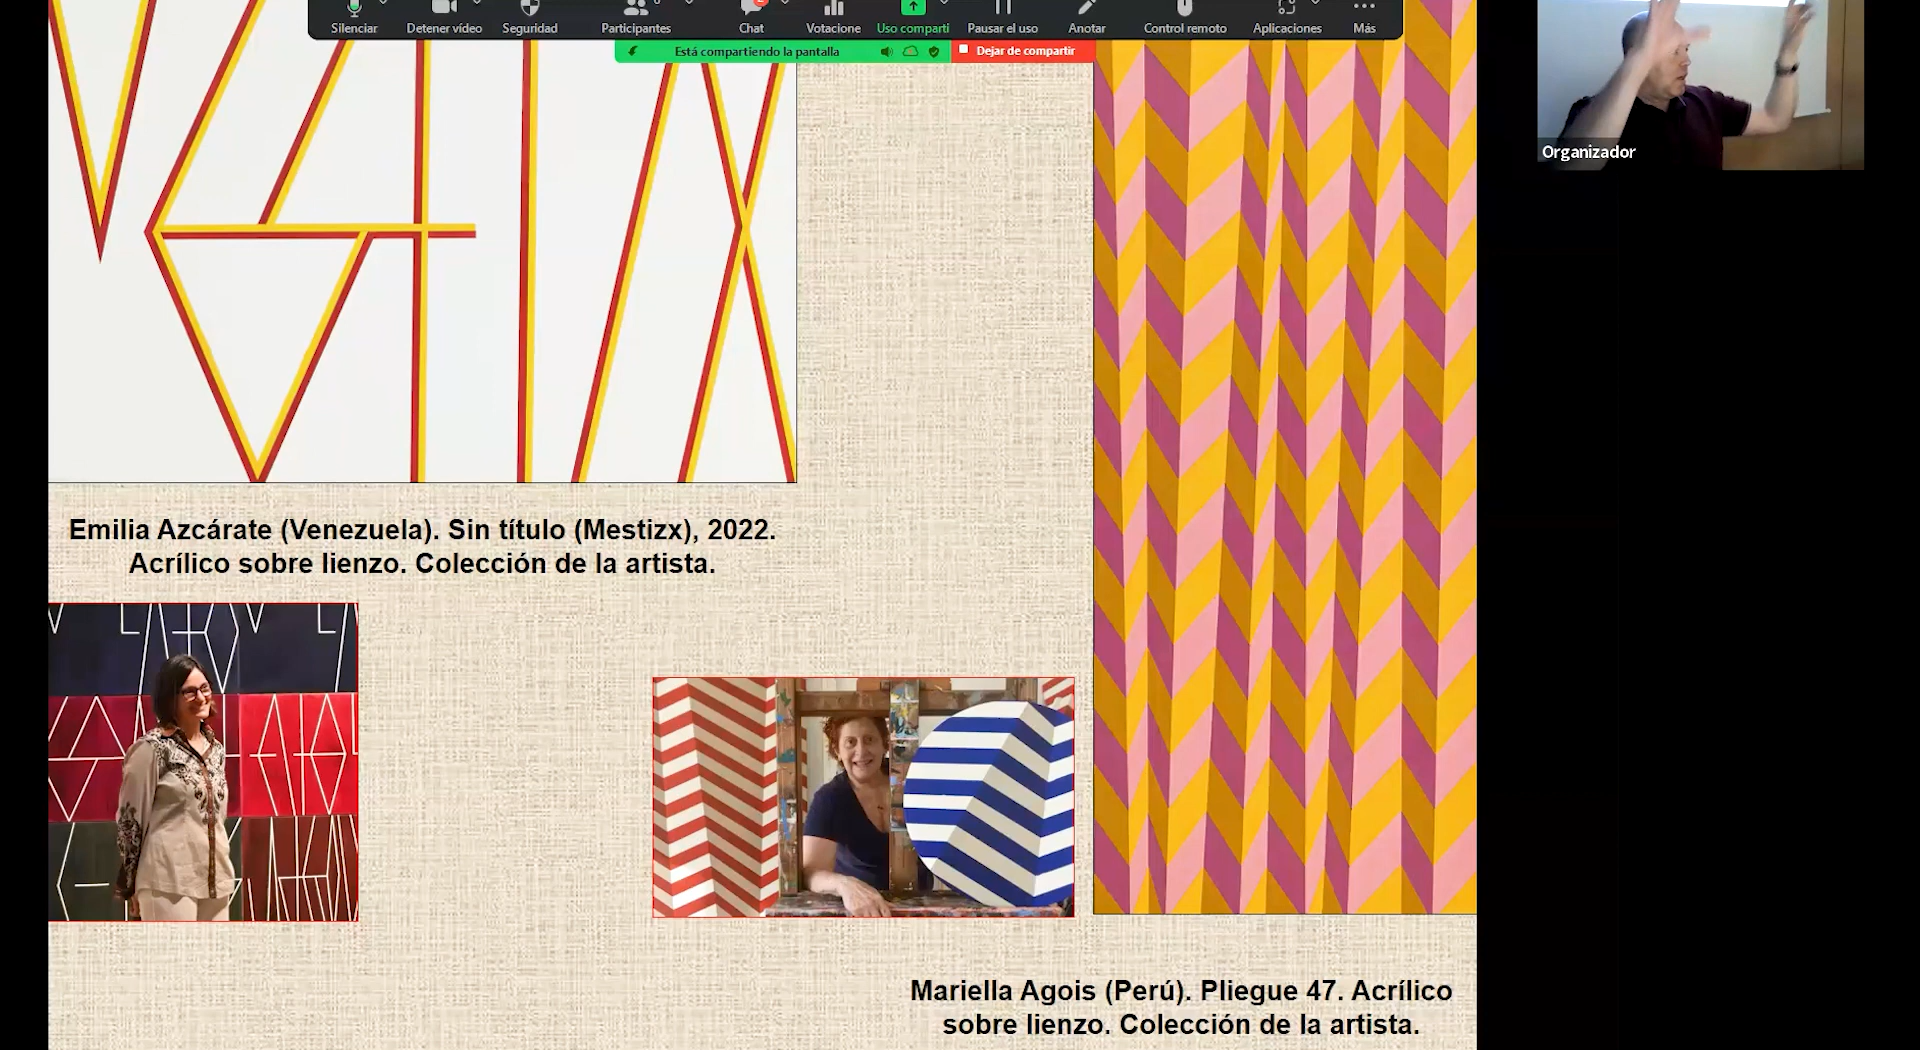 Silenciar
Detener vídeo
Seguridad
Participantes
Chat
Votacione
Uso comparti
Pausar el uso
Anotar
Control remoto
Aplicaciones
Más
Está compartiendo la pantalla
Dejar de compartir
Organizador
Emilia Azcárate (Venezuela). Sin título (Mestizx), 2022.
Acrílico sobre lienzo. Colección de la artista.
Mariella Agois (Perú). Pliegue 47. Acrílico
sobre lienzo. Colección de la artista.